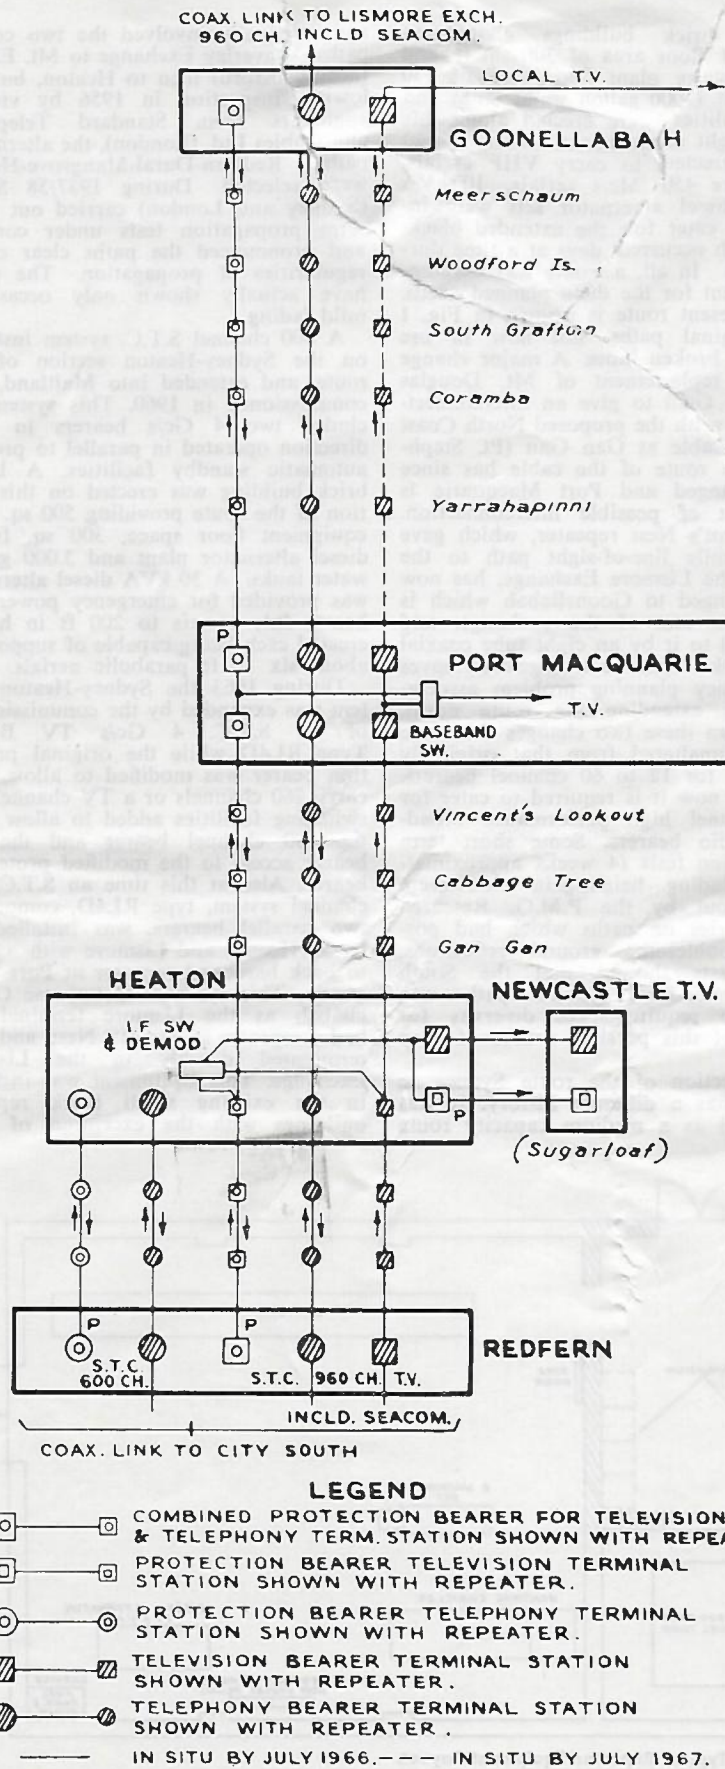 COAX. LINK TO LISMORE EXCH.
960 CH. INCLD SEACOM.
LOCAL T.V.
GOONELLABAH
Meerschaum
Woodford Is.
South Grafton
Coramba
Yarrahapinni
P
PORT MACQUARIE
T.V.
BASEBAND
SW.
Vincent's Lookout
Cabbage Tree
Gan Gan
HEATON
NEWCASTLE T.V.
I.F. SW
& DEMOD.
P
(Sugarloaf)
P
P
REDFERN
S.T.C.
600 CH.
S.T.C. 960 CH. T.V.
INCLD. SEACOM.
COAX. LINK TO CITY SOUTH
LEGEND
COMBINED PROTECTION BEARER FOR TELEVISION
& TELEPHONY TERM. STATION SHOWN WITH REPEA
PROTECTION BEARER TELEVISION TERMINAL
STATION SHOWN WITH REPEATER.
PROTECTION BEARER TELEPHONY TERMINAL
STATION SHOWN WITH REPEATER.
TELEVISION BEARER TERMINAL STATION
SHOWN WITH REPEATER.
TELEPHONY BEARER TERMINAL STATION
SHOWN WITH REPEATER.
IN SITU BY JULY 1966. --- IN SITU BY JULY 1967.